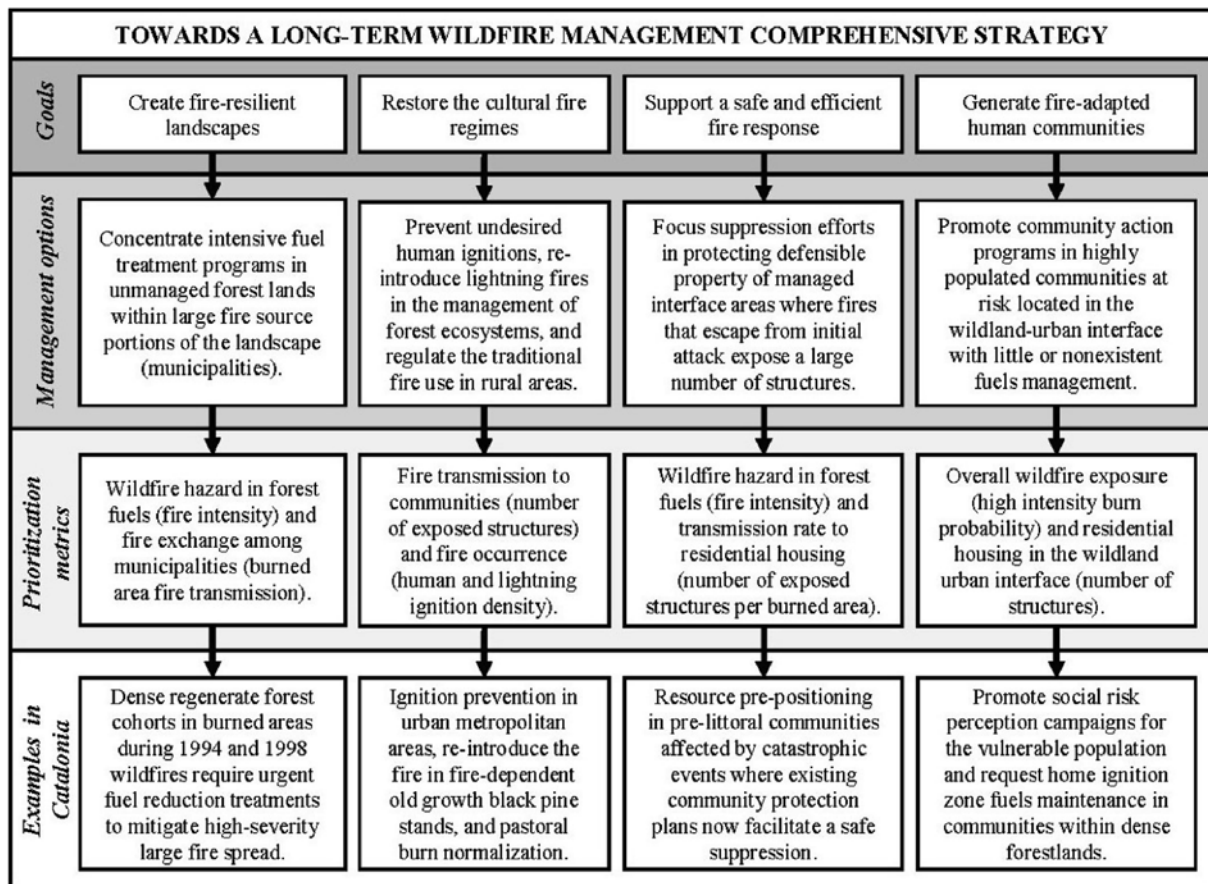 TOWARDS A LONG-TERM WILDFIRE MANAGEMENT COMPREHENSIVE STRATEGY
Goals
Create fire-resilient
landscapes
Restore the cultural fire
regimes
Support a safe and efficient
fire response
Generate fire-adapted
human communities
Management options
Concentrate intensive fuel
treatment programs in
unmanaged forest lands
within large fire source
portions of the landscape
(municipalities).
Prevent undesired
human ignitions, re-
introduce lightning fires
in the management of
forest ecosystems, and
regulate the traditional
fire use in rural areas.
Focus suppression efforts
in protecting defensible
property of managed
interface areas where fires
that escape from initial
attack expose a large
number of structures.
Promote community action
programs in highly
populated communities at
risk located in the
wildland-urban interface
with little or nonexistent
fuels management.
Prioritization
metrics
Wildfire hazard in forest
fuels (fire intensity) and
fire exchange among
municipalities (burned
area fire transmission).
Fire transmission to
communities (number
of exposed structures)
and fire occurrence
(human and lightning
ignition density).
Wildfire hazard in forest
fuels (fire intensity) and
transmission rate to
residential housing
(number of exposed
structures per burned area).
Overall wildfire exposure
(high intensity burn
probability) and residential
housing in the wildland
urban interface (number of
structures).
Examples in
Catalonia
Dense regenerate forest
cohorts in burned areas
during 1994 and 1998
wildfires require urgent
fuel reduction treatments
to mitigate high-severity
large fire spread.
Ignition prevention in
urban metropolitan
areas, re-introduce the
fire in fire-dependent
old growth black pine
stands, and pastoral
burn normalization.
Resource pre-positioning
in pre-littoral communities
affected by catastrophic
events where existing
community protection
plans now facilitate a safe
suppression.
Promote social risk
perception campaigns for
the vulnerable population
and request home ignition
zone fuels maintenance in
communities within dense
forestlands.